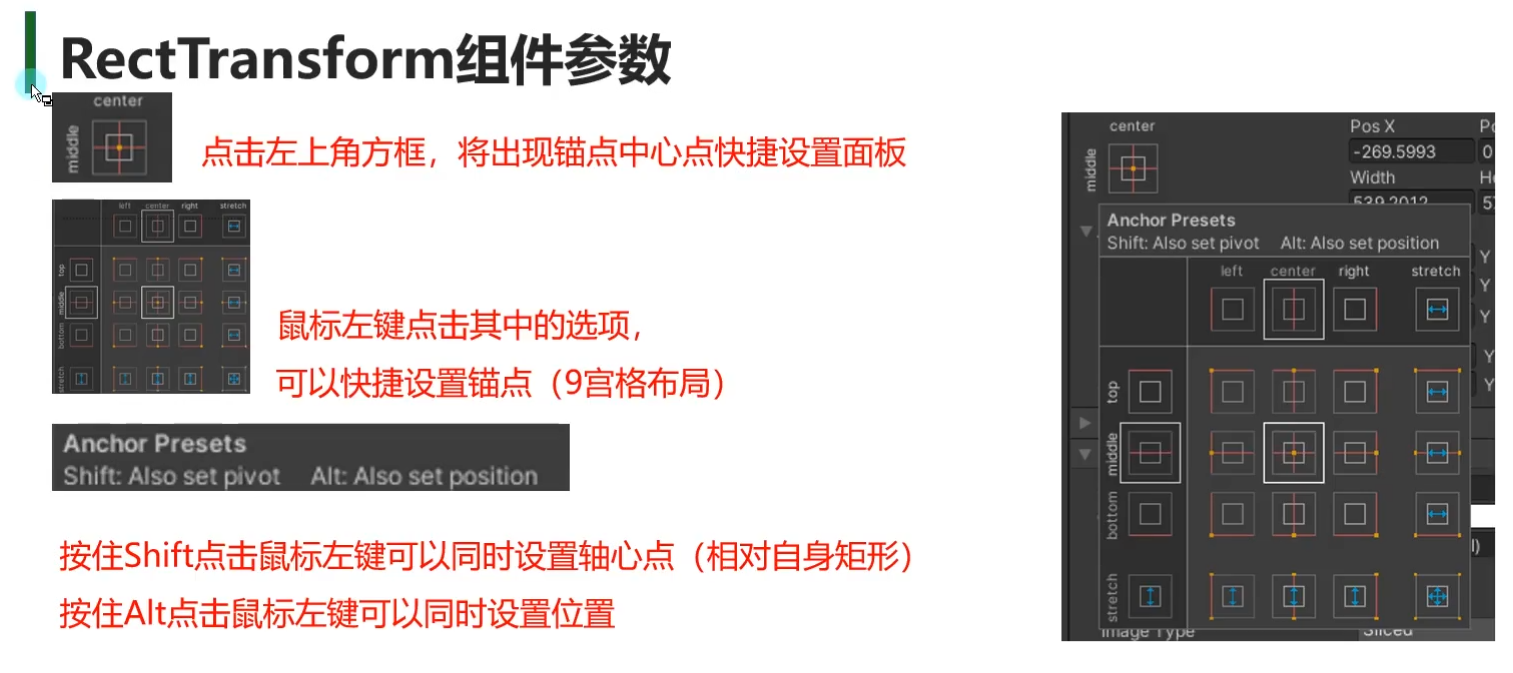 RectTransform组件参数
center
middle
点击左上角方框，将出现锚点中心点快捷设置面板
left center right stretch
top
middle
bottom
stretch
鼠标左键点击其中的选项，
可以快捷设置锚点（9宫格布局）
Anchor Presets
Shift: Also set pivot Alt: Also set position
按住Shift点击鼠标左键可以同时设置轴心点（相对自身矩形）
按住Alt点击鼠标左键可以同时设置位置
center
middle
Pos X
-269.5993 0
Width
539.2012
Anchor Presets
Shift: Also set pivot Alt: Also set position
left center right stretch
top
middle
bottom
stretch
Y
Y
Y
Y
Y
Image Type Sliced